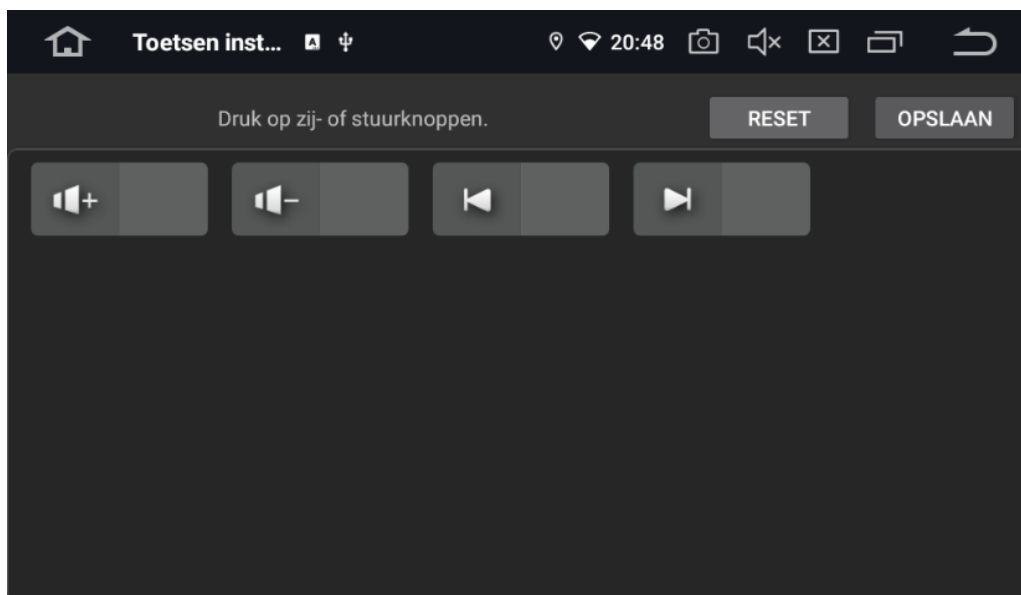 Toetsen inst... 20:48
Druk op zij- of stuurknoppen. RESET OPSLAAN